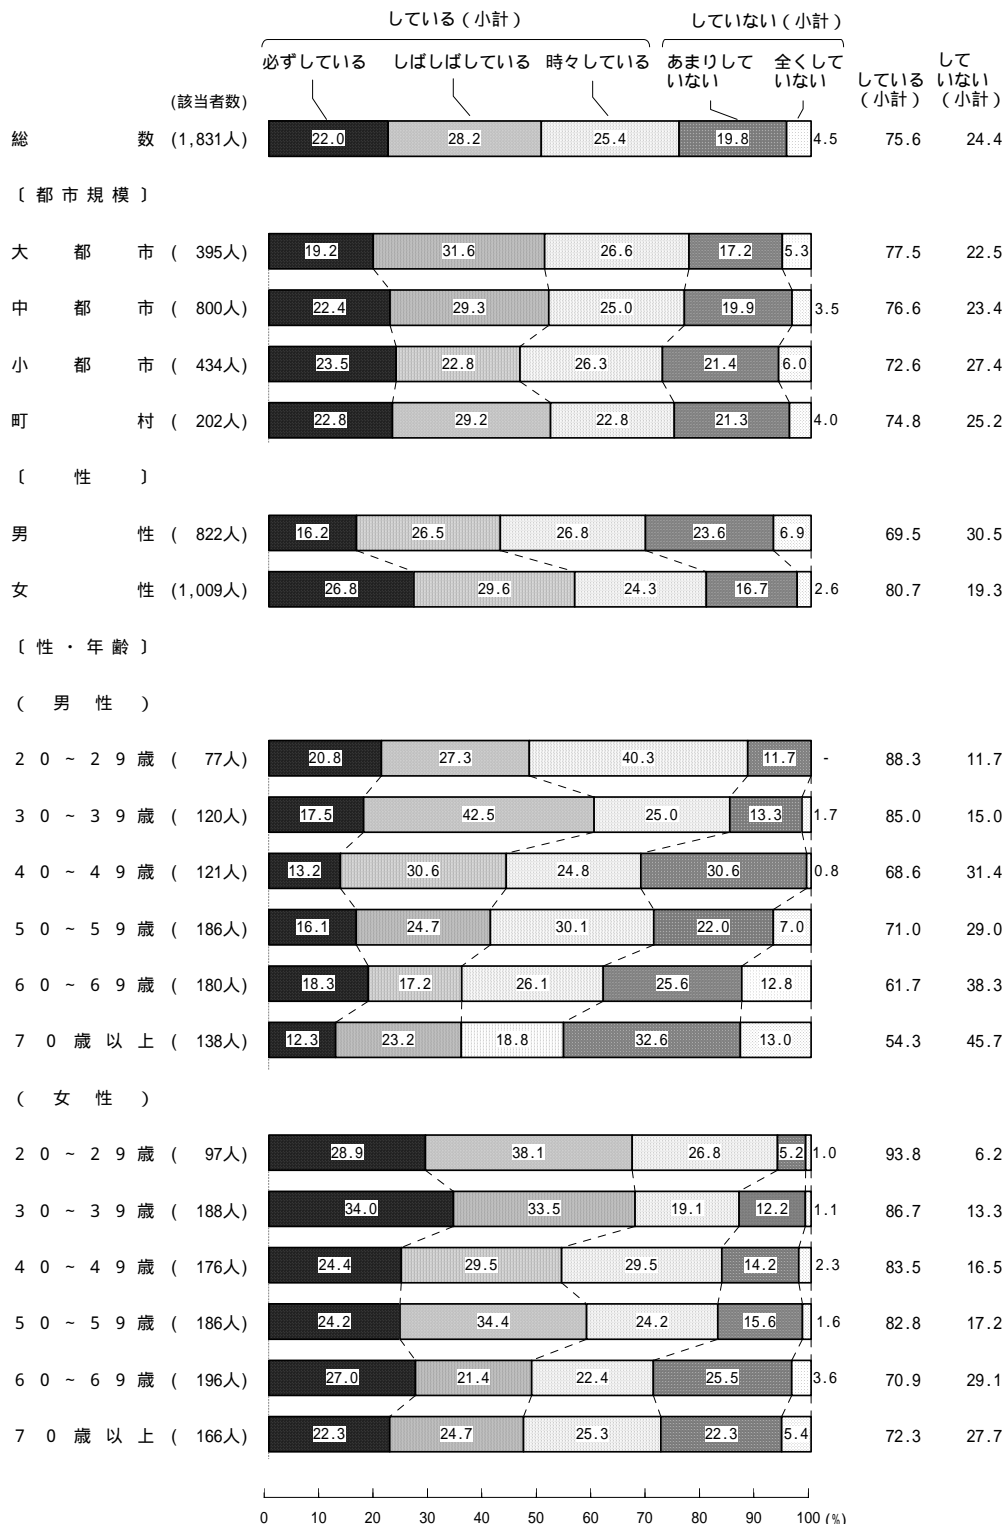 している（小計） していない（小計）
必ずしている しばしばしている 時々している あまりして 全くして している して
いない いない （小計） いない
(該当者数) （小計）
総数 (1,831人) 22.0 28.2 25.4 19.8 4.5 75.6 24.4
〔都市規模〕
大都市 ( 395人) 19.2 31.6 26.6 17.2 5.3 77.5 22.5
中都市 ( 800人) 22.4 29.3 25.0 19.9 3.5 76.6 23.4
小都市 ( 434人) 23.5 22.8 26.3 21.4 6.0 72.6 27.4
町村 ( 202人) 22.8 29.2 22.8 21.3 4.0 74.8 25.2
〔性〕
男性 ( 822人) 16.2 26.5 26.8 23.6 6.9 69.5 30.5
女性 (1,009人) 26.8 29.6 24.3 16.7 2.6 80.7 19.3
〔性・年齢〕
（男性）
20~29歳 ( 77人) 20.8 27.3 40.3 11.7 - 88.3 11.7
30~39歳 ( 120人) 17.5 42.5 25.0 13.3 1.7 85.0 15.0
40~49歳 ( 121人) 13.2 30.6 24.8 30.6 0.8 68.6 31.4
50~59歳 ( 186人) 16.1 24.7 30.1 22.0 7.0 71.0 29.0
60~69歳 ( 180人) 18.3 17.2 26.1 25.6 12.8 61.7 38.3
70歳以上 ( 138人) 12.3 23.2 18.8 32.6 13.0 54.3 45.7
（女性）
20~29歳 ( 97人) 28.9 38.1 26.8 5.2 1.0 93.8 6.2
30~39歳 ( 188人) 34.0 33.5 19.1 12.2 1.1 86.7 13.3
40~49歳 ( 176人) 24.4 29.5 29.5 14.2 2.3 83.5 16.5
50~59歳 ( 186人) 24.2 34.4 24.2 15.6 1.6 82.8 17.2
60~69歳 ( 196人) 27.0 21.4 22.4 25.5 3.6 70.9 29.1
70歳以上 ( 166人) 22.3 24.7 25.3 22.3 5.4 72.3 27.7
0 10 20 30 40 50 60 70 80 90 100 (%)